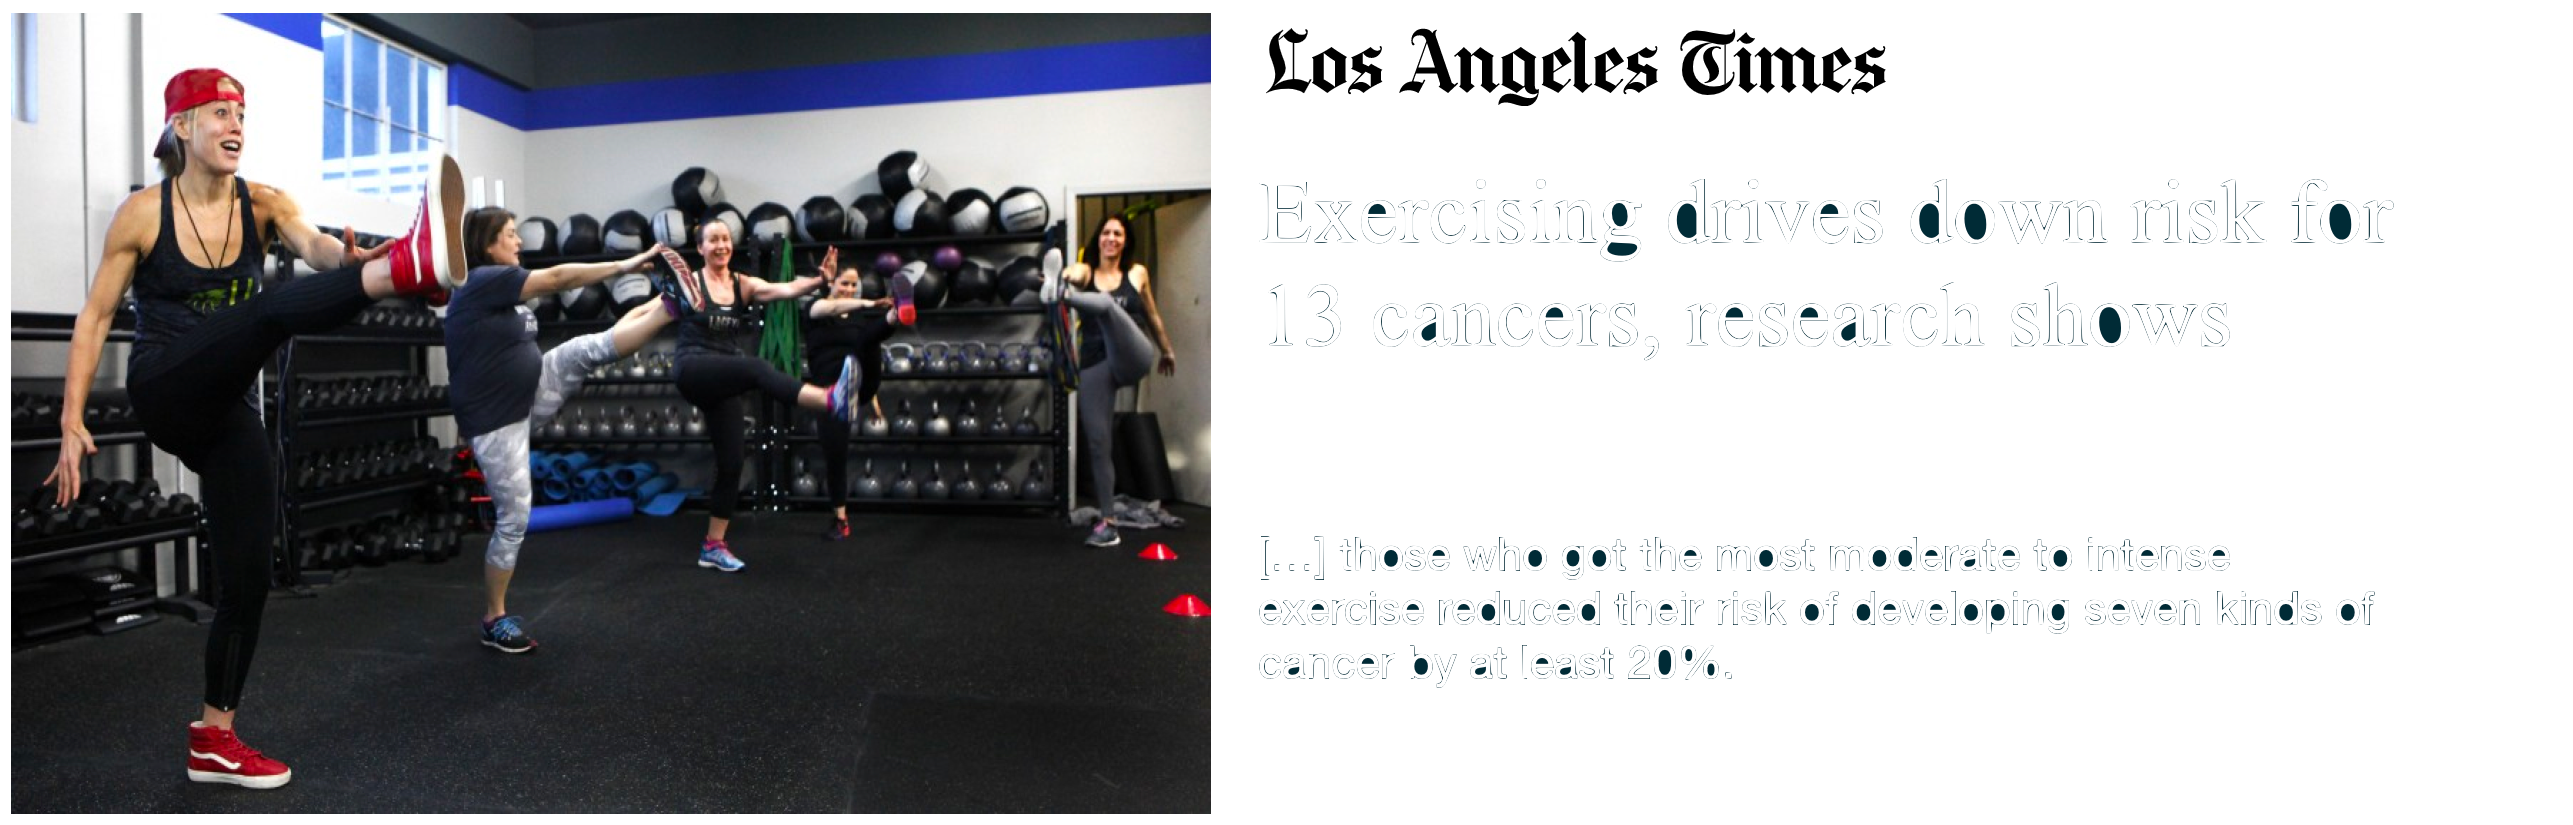 Los Angeles Times
Exercising drives down risk for
13 cancers, research shows
[...] those who got the most moderate to intense
exercise reduced their risk of developing seven kinds of
cancer by at least 20%.